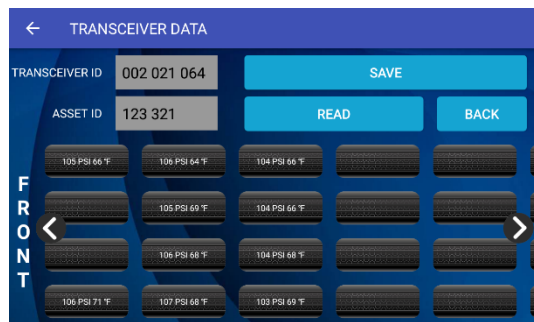 TRANSCEIVER DATA
TRANSCEIVER ID 002 021 064 SAVE
ASSET ID 123 321 READ BACK
105 PSI 66 °F 106 PSI 64 °F 104 PSI 66 °F
105 PSI 69 °F 104 PSI 66 °F
106 PSI 68 °F 104 PSI 68 °F
106 PSI 71 °F 107 PSI 68 °F 103 PSI 69 °F
FRONT